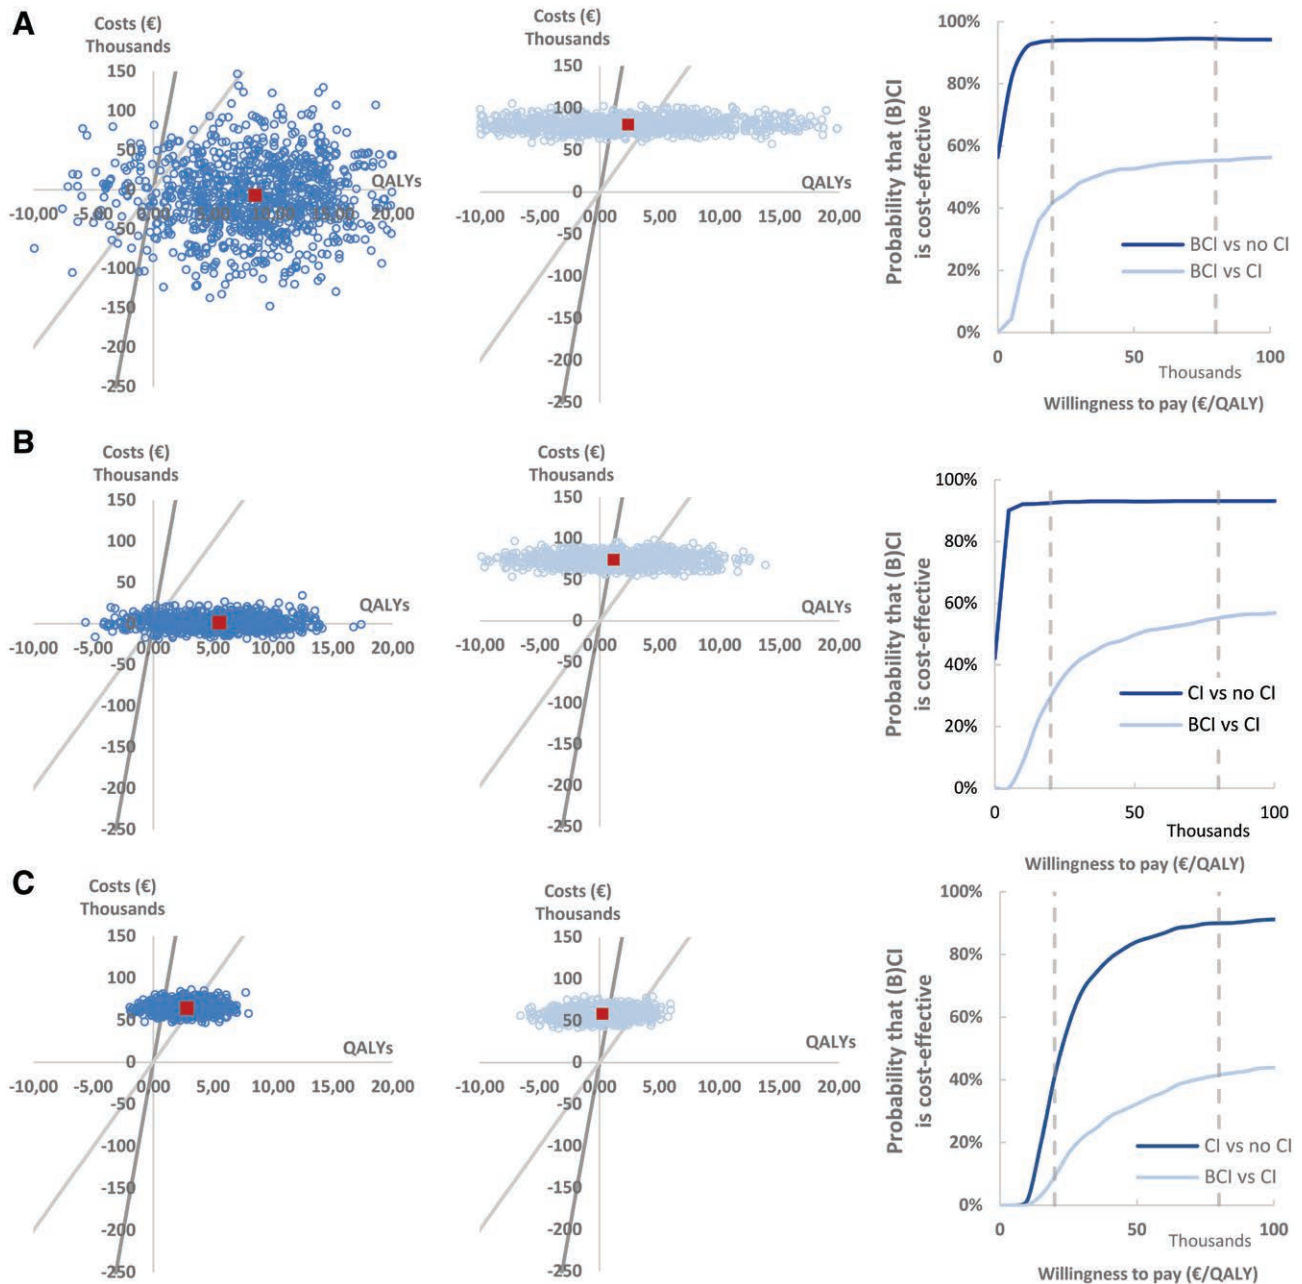 A
Costs (€)
Thousands
150
100
50
0
-50
-100
-150
-200
-250
QALYs
-10,00 -5,00 0,00 5,00 10,00 15,00 20,00
Costs (€)
Thousands
150
100
50
0
-50
-100
-150
-200
-250
QALYs
-10,00 -5,00 0,00 5,00 10,00 15,00 20,00
Probability that (B)CI
is cost-effective
100%
80%
60%
40%
20%
0%
BCI vs no CI
BCI vs CI
0 50 100
Thousands
Willingness to pay (€/QALY)
B
Costs (€)
Thousands
150
100
50
0
-50
-100
-150
-200
-250
QALYs
-10,00 -5,00 0,00 5,00 10,00 15,00 20,00
Costs (€)
Thousands
150
100
50
0
-50
-100
-150
-200
-250
QALYs
-10,00 -5,00 0,00 5,00 10,00 15,00 20,00
Probability that (B)CI
is cost-effective
100%
80%
60%
40%
20%
0%
CI vs no CI
BCI vs CI
0 50 100
Thousands
Willingness to pay (€/QALY)
C
Costs (€)
Thousands
150
100
50
0
-50
-100
-150
-200
-250
QALYs
-10,00 -5,00 0,00 5,00 10,00 15,00 20,00
Costs (€)
Thousands
150
100
50
0
-50
-100
-150
-200
-250
QALYs
-10,00 -5,00 0,00 5,00 10,00 15,00 20,00
Probability that (B)CI
is cost-effective
100%
80%
60%
40%
20%
0%
CI vs no CI
BCI vs CI
0 50 100
Thousands
Willingness to pay (€/QALY)